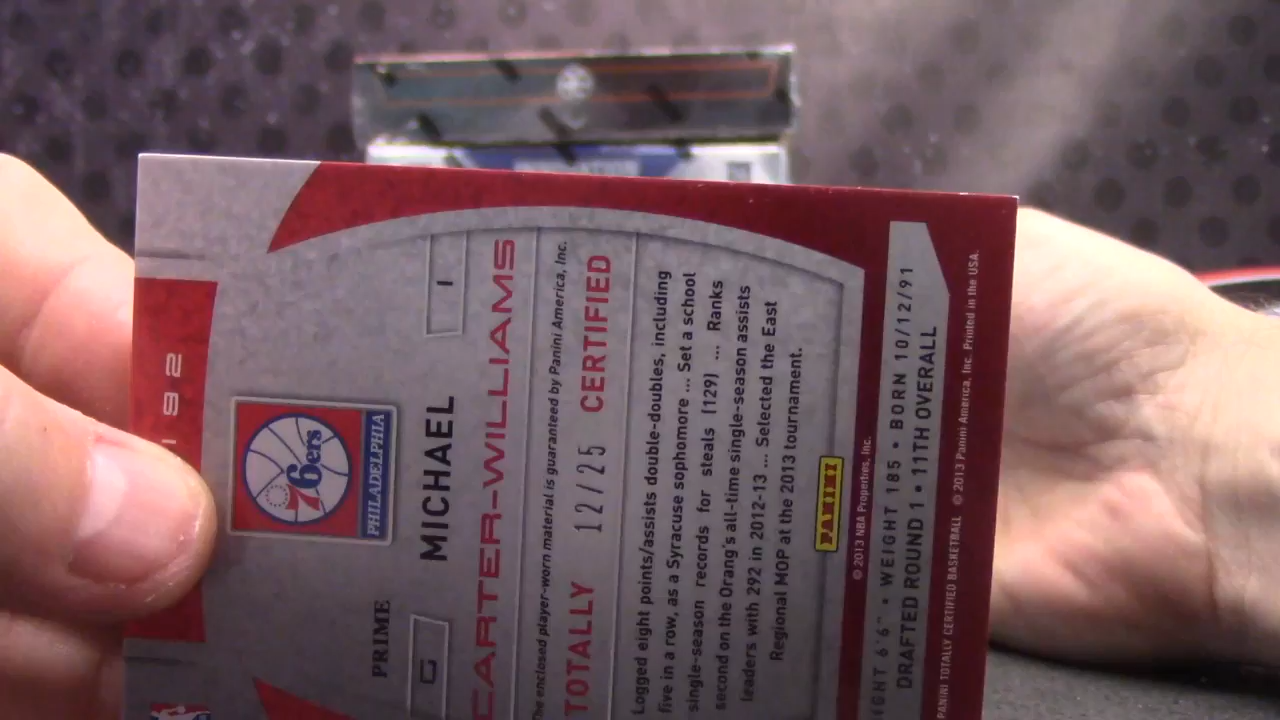 192
76ers
PHILADELPHIA
PRIME
G MICHAEL 1
CARTER-WILLIAMS
The enclosed player-worn material is guaranteed by Panini America, Inc.
TOTALLY 12/25 CERTIFIED
Logged eight points/assists double-doubles, including
five in a row, as a Syracuse sophomore ... Set a school
single-season records for steals (129) ... Ranks
second on the Orang's all-time single-season assists
leaders with 292 in 2012-13 ... Selected the East
Regional MOP at the 2013 tournament.
PANINI
© 2013 NBA Properties, Inc.
IGHT 6'6" • WEIGHT 185 • BORN 10/12/91
DRAFTED ROUND 1 • 11TH OVERALL
PANINI TOTALLY CERTIFIED BASKETBALL © 2013 Panini America, Inc. Printed in the USA.